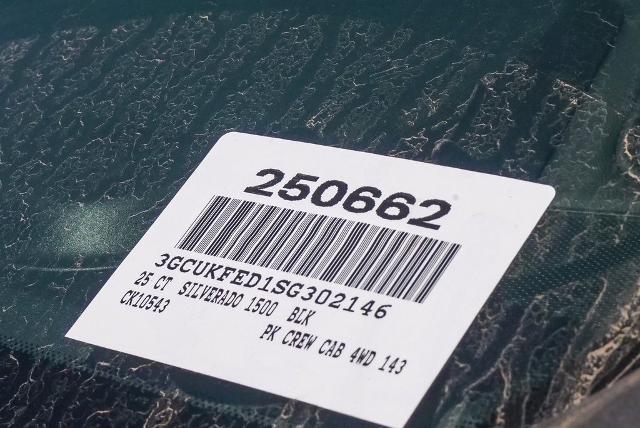 250662
3GCUKFED1SG302146
25 CT SILVERADO 1500 BLK
CK10543 PK CREW CAB 4WD 143